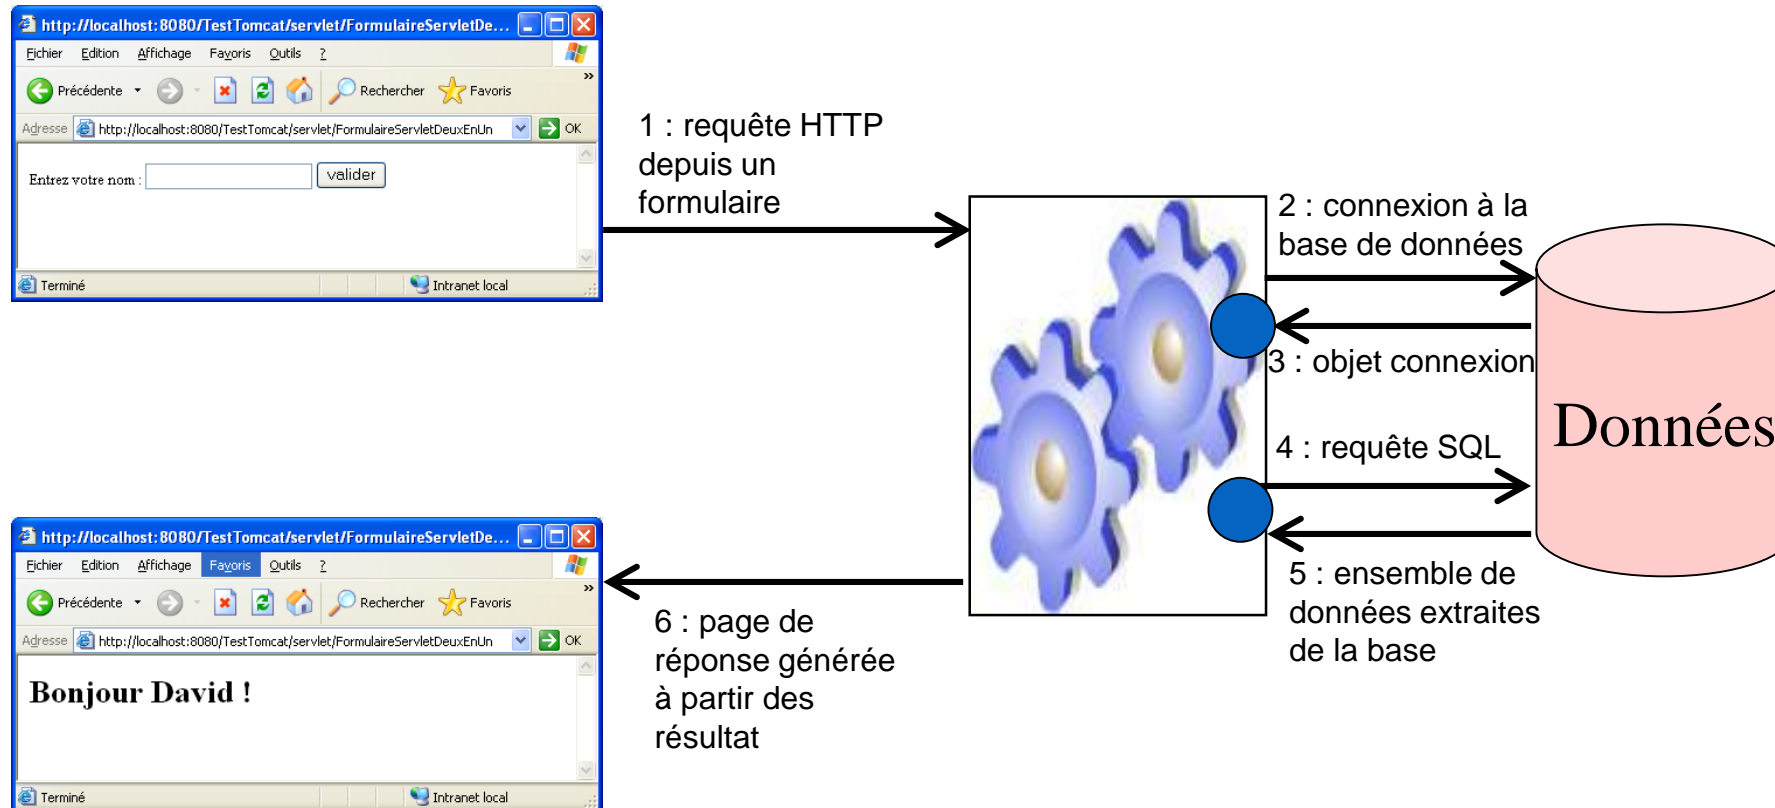 http://localhost:8080/TestTomcat/servlet/FormulaireServletDe...
Fichier Edition Affichage Favoris Outils ?
Précédente Rechercher Favoris »
Adresse http://localhost:8080/TestTomcat/servlet/FormulaireServletDeuxEnUn OK
Entrez votre nom : valider
Terminé Intranet local
1 : requête HTTP
depuis un
formulaire
2 : connexion à la
base de données
3 : objet connexion
4 : requête SQL
5 : ensemble de
données extraites
de la base
Données
6 : page de
réponse générée
à partir des
résultat
http://localhost:8080/TestTomcat/servlet/FormulaireServletDe...
Fichier Edition Affichage Favoris Outils ?
Précédente Rechercher Favoris »
Adresse http://localhost:8080/TestTomcat/servlet/FormulaireServletDeuxEnUn OK
Bonjour David !
Terminé Intranet local